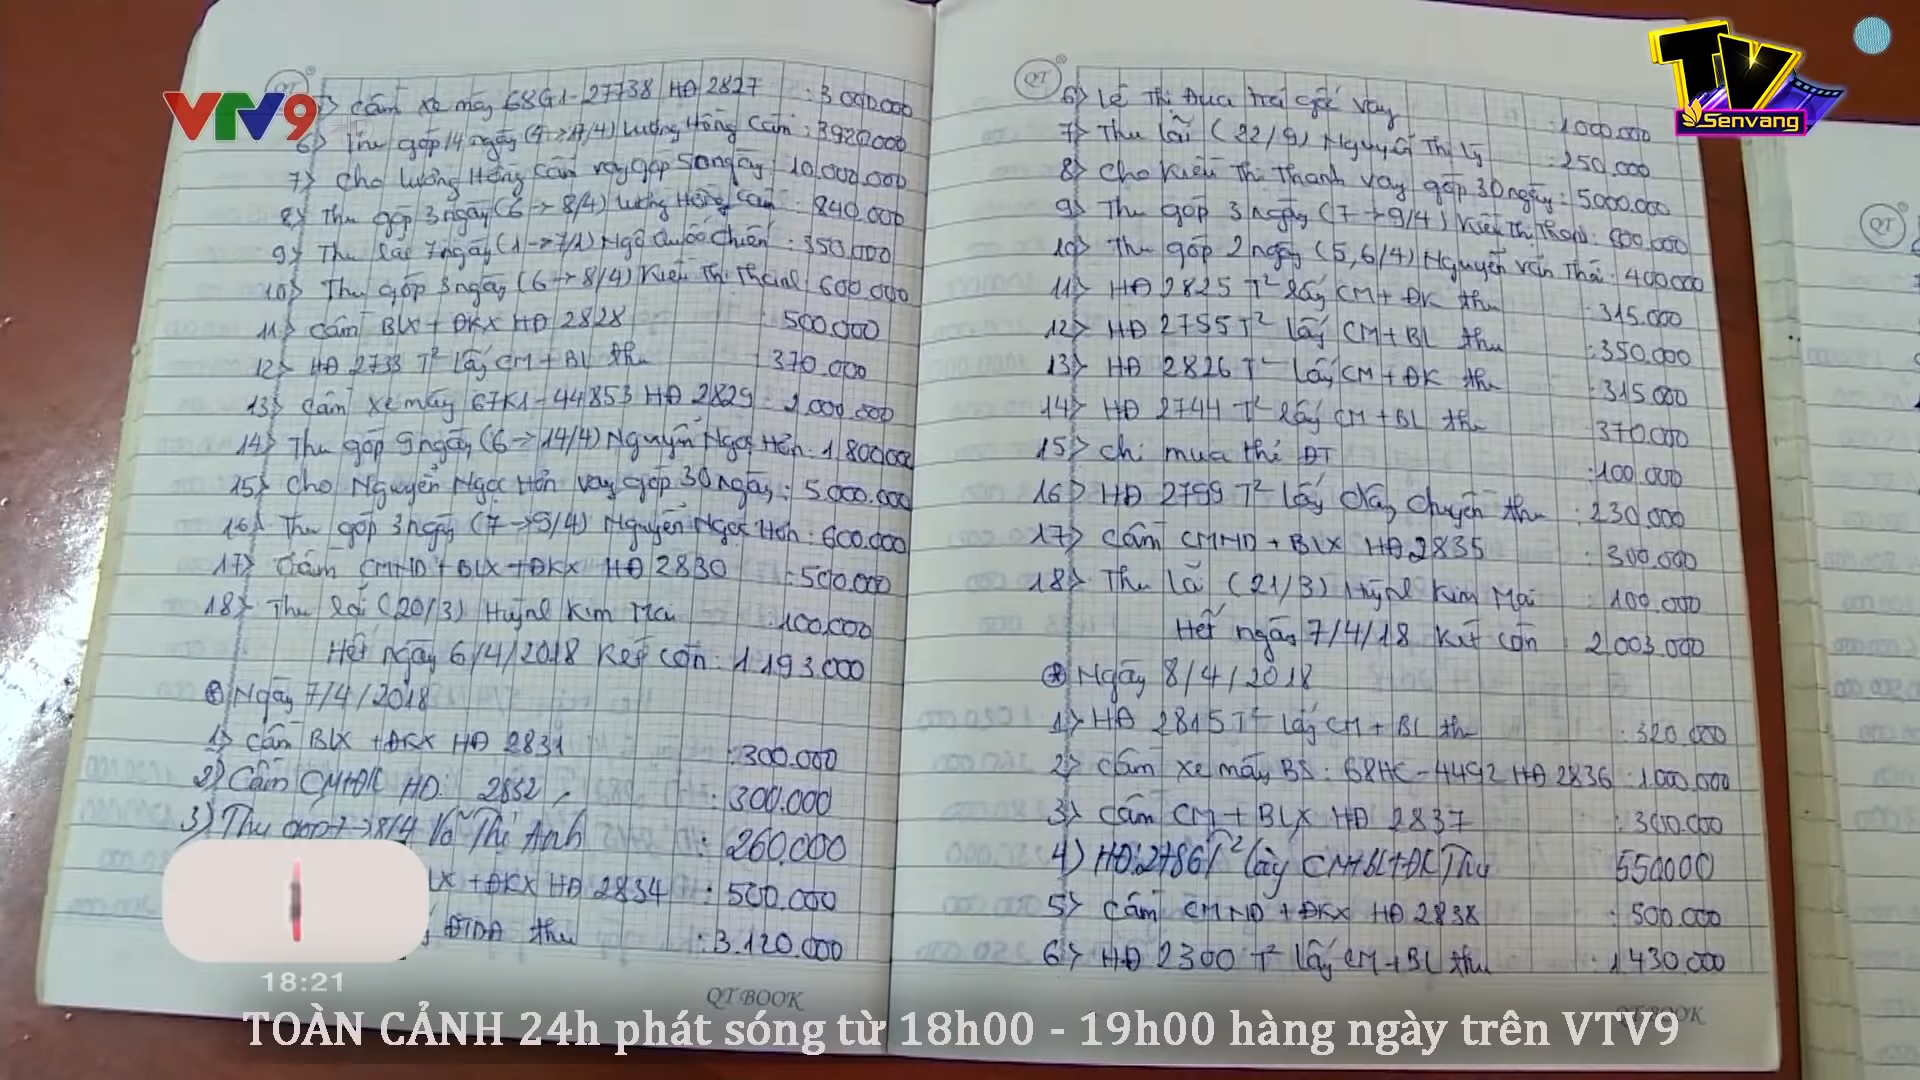 VTV9
TV
Senvang
QT
5) Cầm xe máy 68G1-27738 HĐ 2827 : 3.000.000
6) Thu góp 14 ngày (4->17/4) Lương Hồng Cẩm : 3.920.000
7) Cho Lương Hồng Cẩm vay góp 50 ngày : 10.000.000
8) Thu góp 3 ngày (6->8/4) Lương Hồng Cẩm : 840.000
9) Thu lãi 7 ngày (1->7/1) Ngô Quốc Chiến : 350.000
10) Thu góp 3 ngày (6->8/4) Kiều Thị Thanh 600.000
11) Cầm BLX + ĐKX HĐ 2828 : 500.000
12) HĐ 2733 T² lấy CM + BL thu : 370.000
13) Cầm xe máy 67K1-44853 HĐ 2829 : 2.000.000
14) Thu góp 9 ngày (6->14/4) Nguyễn Ngọc Hẳn : 1.800.000
15) Cho Nguyễn Ngọc Hẳn vay góp 30 ngày : 5.000.000
16) Thu góp 3 ngày (7->9/4) Nguyễn Ngọc Hẳn : 600.000
17) Cầm CMND + BLX + ĐKX HĐ 2830 : 500.000
18) Thu lãi (20/3) Huỳnh Kim Mai : 100.000
Hết ngày 6/4/2018 Két còn : 1.193.000
Ngày 7/4/2018
1) Cầm BLX + ĐKX HĐ 2831 : 300.000
2) Cầm CM+ĐK HĐ: 2832 : 300.000
3) Thu góp 7->8/4 Võ Thị Anh : 260.000
LX + ĐKX HĐ 2834 : 500.000
ĐTDĐ thu : 3.120.000
QT BOOK
QT
6) Lê Thị Đua trả gốc vay : 1.000.000
7) Thu lãi (22/9) Nguyễn Thị Lý : 250.000
8) Cho Kiều Thị Thanh vay góp 30 ngày : 5.000.000
9) Thu góp 3 ngày (7->9/4) Kiều Thị Thanh : 600.000
10) Thu góp 2 ngày (5,6/4) Nguyễn Văn Thái : 400.000
11) HĐ 2825 T² lấy CM + ĐK thu : 315.000
12) HĐ 2755 T² lấy CM + BL thu : 350.000
13) HĐ 2826 T² lấy CM + ĐK thu : 315.000
14) HĐ 2744 T² lấy CM + BL thu : 370.000
15) Chi mua thẻ ĐT : 100.000
16) HĐ 2799 T² lấy dây chuyền thu : 230.000
17) Cầm CMND + BLX HĐ 2835 : 300.000
18) Thu lãi (21/3) Huỳnh Kim Mai : 100.000
Hết ngày 7/4/18 Két còn : 2.003.000
Ngày 8/4/2018
1) HĐ 2815 T² lấy CM + BL thu : 320.000
2) Cầm xe máy BS: 68HC-4492 HĐ 2836 : 1.000.000
3) Cầm CM + BLX HĐ 2837 : 300.000
4) HĐ: 2786 T² lấy CM+BL+ĐK Thu 550000
5) Cầm CMND + ĐKX HĐ 2838 : 500.000
6) HĐ 2300 T² lấy CM + BL thu : 1.430.000
QT BOOK
QT
18:21
TOÀN CẢNH 24h phát sóng từ 18h00 - 19h00 hàng ngày trên VTV9